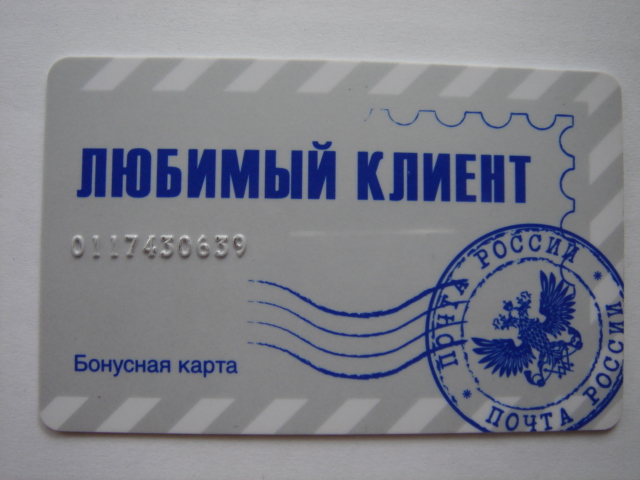 ЛЮБИМЫЙ КЛИЕНТ
0117430639
Бонусная карта
ПОЧТА РОССИИ * ПОЧТА РОССИИ *